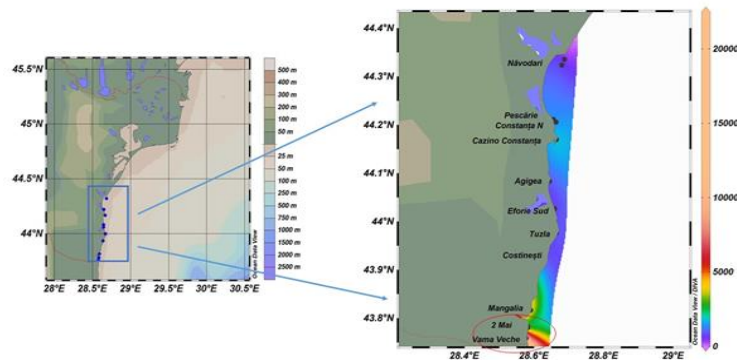 45.5°N
45°N
44.5°N
44°N
28°E
28.5°E
29°E
29.5°E
30°E
30.5°E
500 m
400 m
300 m
200 m
100 m
50 m
25 m
50 m
100 m
250 m
500 m
750 m
1000 m
1500 m
2000 m
2500 m
Ocean Data View
44.4°N
44.3°N
44.2°N
44.1°N
44°N
43.9°N
43.8°N
Năvodari
Pescărie
Constanța N
Cazino Constanța
Agigea
Eforie Sud
Tuzla
Costinești
Mangalia
2 Mai
Vama Veche
28.4°E
28.6°E
28.8°E
29°E
20000
15000
10000
5000
0
Ocean Data View / DIVA